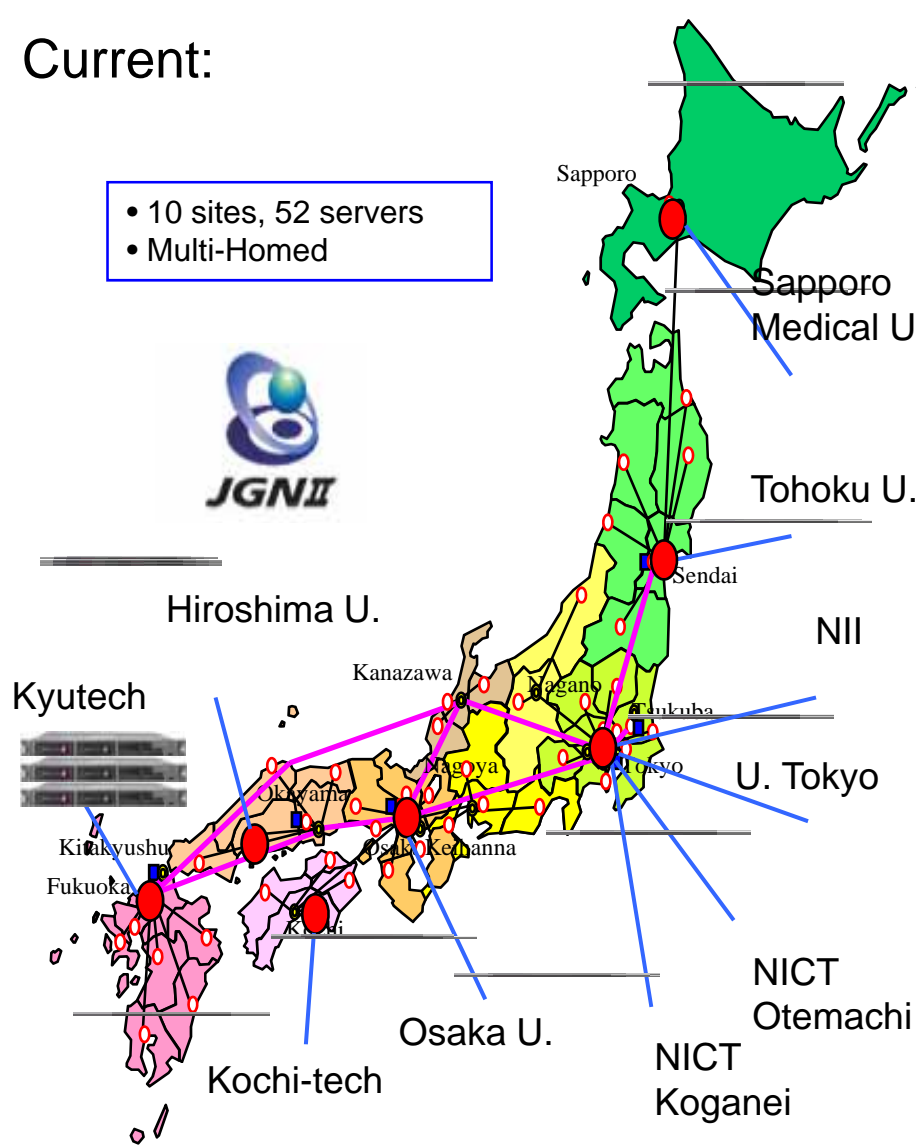 Current:
Sapporo
• 10 sites, 52 servers
• Multi-Homed
Sapporo
Medical U
JGNII
Tohoku U.
Sendai
Hiroshima U.
NII
Kanazawa
Nagano
Tsukuba
Kyutech
Nagoya
Tokyo
U. Tokyo
Okayama
Kitakyushu
Osaka
Keihanna
Fukuoka
Kochi
NICT
Otemachi
Osaka U.
NICT
Koganei
Kochi-tech